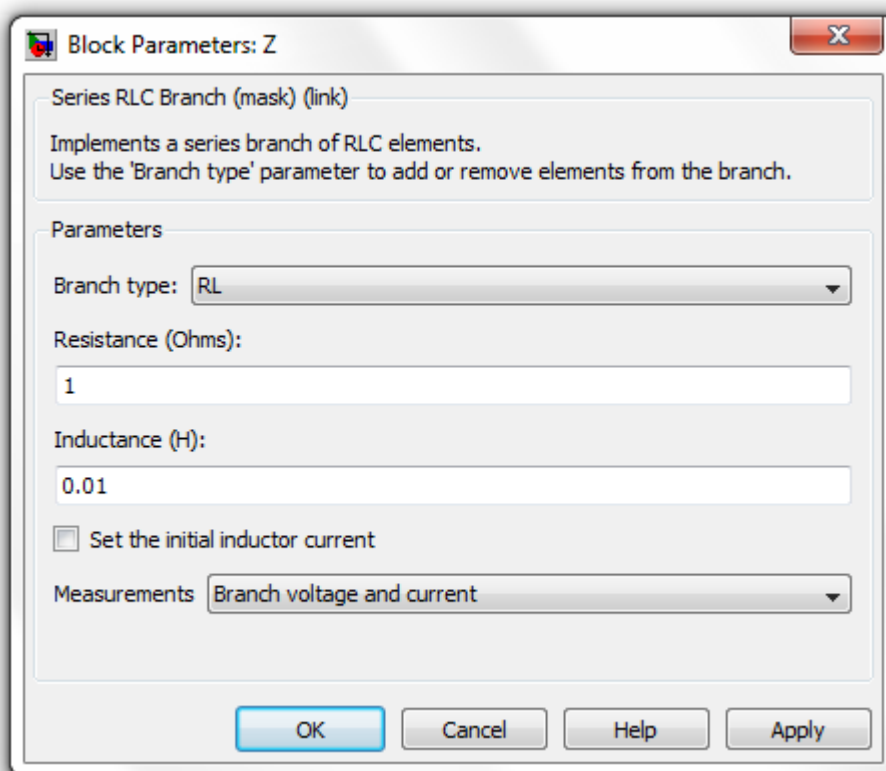 Block Parameters: Z
Series RLC Branch (mask) (link)
Implements a series branch of RLC elements.
Use the 'Branch type' parameter to add or remove elements from the branch.
Parameters
Branch type: RL
Resistance (Ohms):
1
Inductance (H):
0.01
Set the initial inductor current
Measurements Branch voltage and current
OK Cancel Help Apply